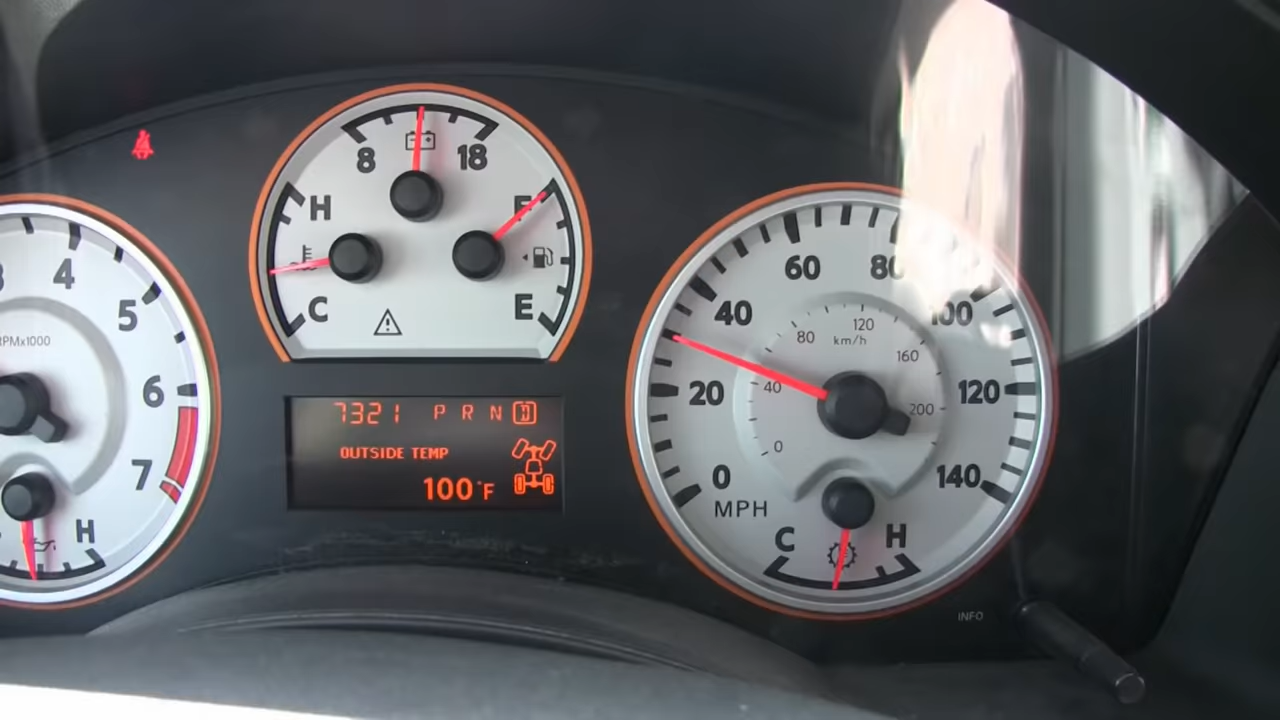 8 18
H F
C E
4
5
RPMx1000
6
7
H
7321 P R N D
OUTSIDE TEMP
100°F
60 80
40 100
20 120
0 140
MPH
80 120
km/h
160
40 200
0
C H
INFO